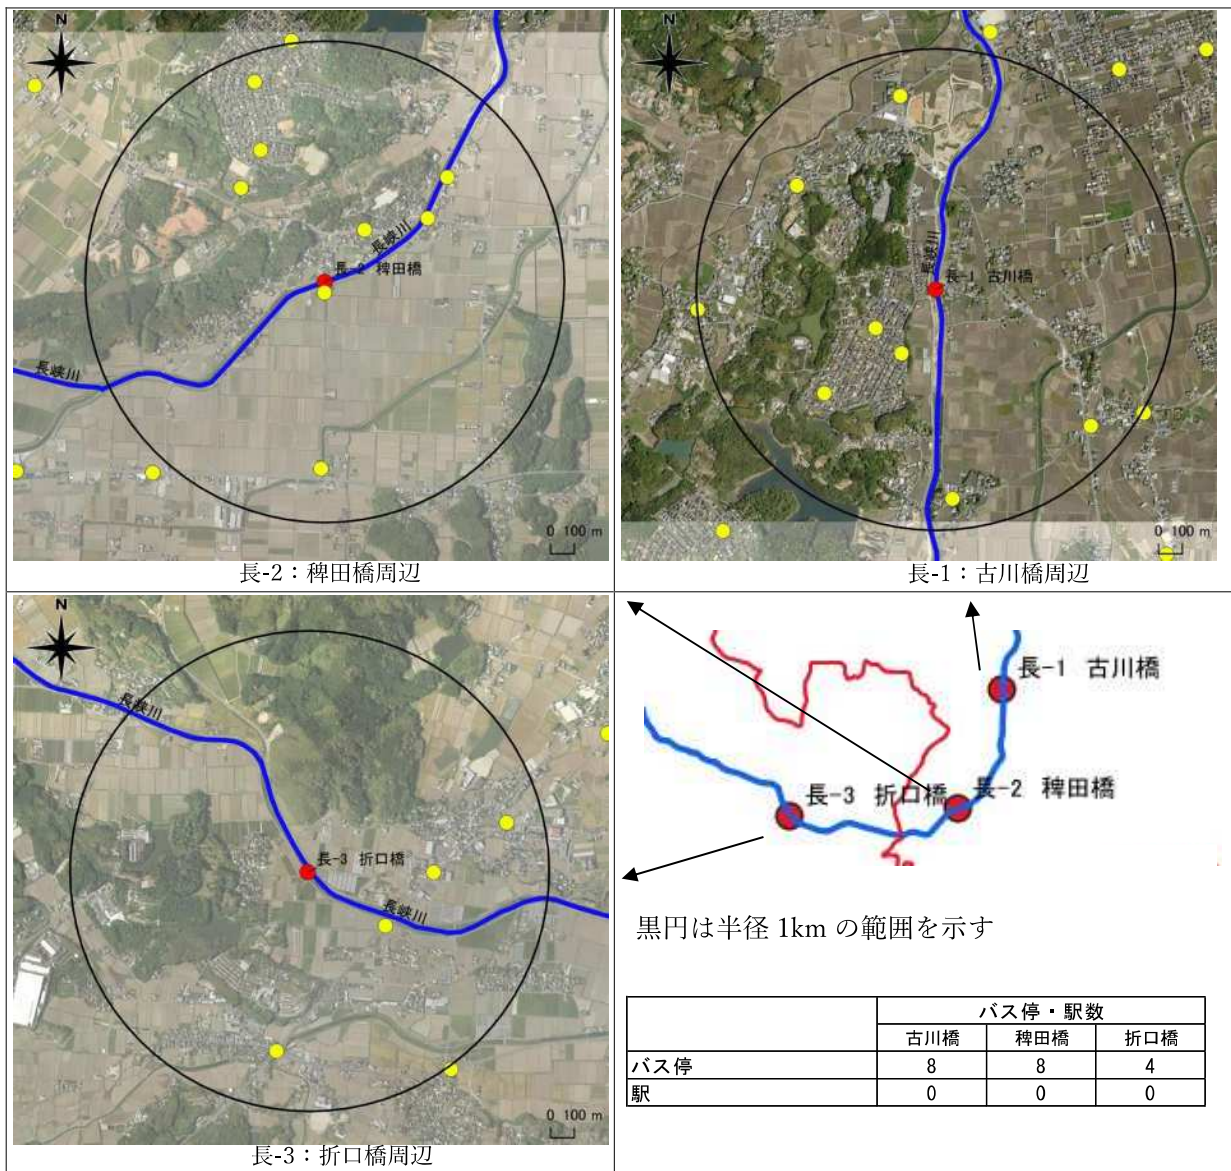 N
長峡川
長-2 稗田橋
長峡川
0 100 m
長-2：稗田橋周辺
N
長峡川
長-1 古川橋
0 100 m
長-1：古川橋周辺
N
長峡川
長-3 折口橋
長峡川
0 100 m
長-3：折口橋周辺
長-1 古川橋
長-3 折口橋
長-2 稗田橋
黒円は半径 1km の範囲を示す
バス停・駅数
古川橋 稗田橋 折口橋
バス停 8 8 4
駅 0 0 0